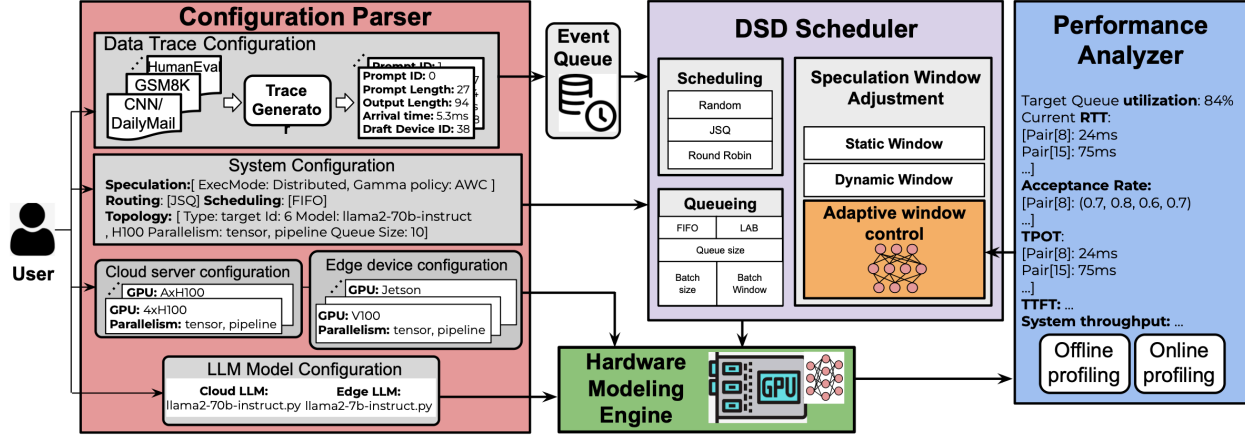 Configuration Parser
Data Trace Configuration
HumanEval
GSM8K
CNN/
DailyMail
Trace
Generato
r
Prompt ID: 1
Prompt ID: 0
Prompt Length: 27
Output Length: 94
Arrival time: 5.3ms
Draft Device ID: 38
System Configuration
Speculation:[ ExecMode: Distributed, Gamma policy: AWC ]
Routing: [JSQ] Scheduling: [FIFO]
Topology: [ Type: target Id: 6 Model: llama2-70b-instruct
, H100 Parallelism: tensor, pipeline Queue Size: 10]
User
Cloud server configuration
GPU: AxH100
GPU: 4xH100
Parallelism: tensor, pipeline
Edge device configuration
GPU: Jetson
GPU: V100
Parallelism: tensor, pipeline
LLM Model Configuration
Cloud LLM:
llama2-70b-instruct.py
Edge LLM:
llama2-7b-instruct.py
Event
Queue
DSD Scheduler
Scheduling
Random
JSQ
Round Robin
Queueing
FIFO
LAB
Queue size
Batch
size
Batch
Window
Speculation Window
Adjustment
Static Window
Dynamic Window
Adaptive window
control
Hardware
Modeling
Engine
GPU
Performance
Analyzer
Target Queue utilization: 84%
Current RTT:
[Pair[8]: 24ms
Pair[15]: 75ms
...]
Acceptance Rate:
[Pair[8]: (0.7, 0.8, 0.6, 0.7)
...]
TPOT:
[Pair[8]: 24ms
Pair[15]: 75ms
...]
TTFT: ...
System throughput: ...
Offline
profiling
Online
profiling